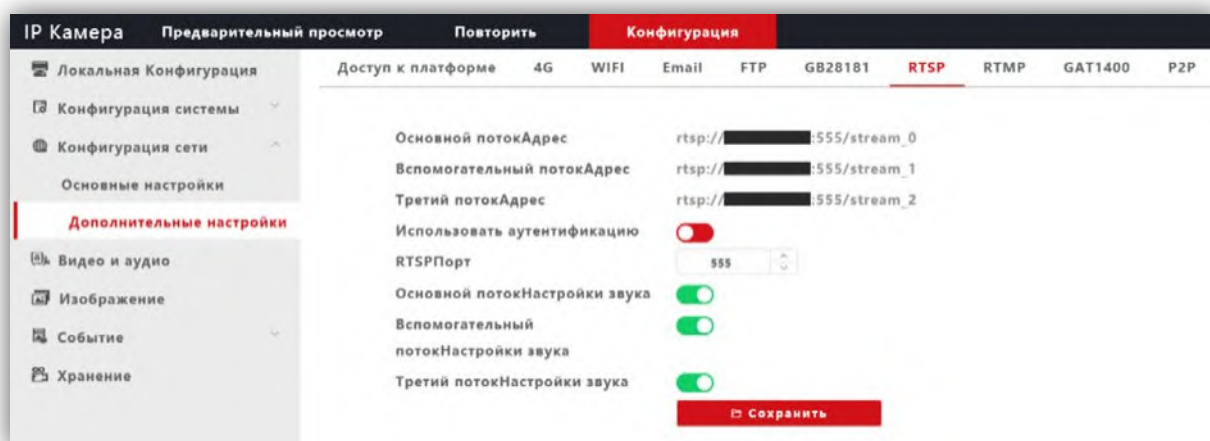 IP Камера Предварительный просмотр Повторить Конфигурация
Локальная Конфигурация
Конфигурация системы
Конфигурация сети
Основные настройки
Дополнительные настройки
Видео и аудио
Изображение
Событие
Хранение
Доступ к платформе 4G WIFI Email FTP GB28181 RTSP RTMP GAT1400 P2P
Основной потокАдрес rtsp:// :555/stream_0
Вспомогательный потокАдрес rtsp:// :555/stream_1
Третий потокАдрес rtsp:// :555/stream_2
Использовать аутентификацию
RTSPПорт 555
Основной потокНастройки звука
Вспомогательный
потокНастройки звука
Третий потокНастройки звука
Сохранить